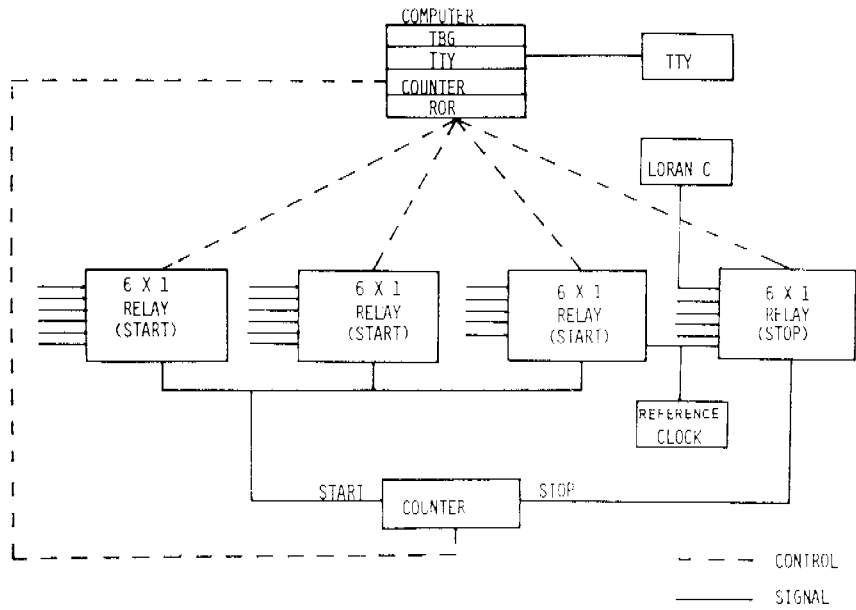 COMPUTER
TBG
TTY
COUNTER
ROR
TTY
LORAN C
6 X 1
RELAY
(START)
6 X 1
RELAY
(START)
6 X 1
RELAY
(START)
6 X 1
RELAY
(STOP)
REFERENCE
CLOCK
START
COUNTER
STOP
CONTROL
SIGNAL